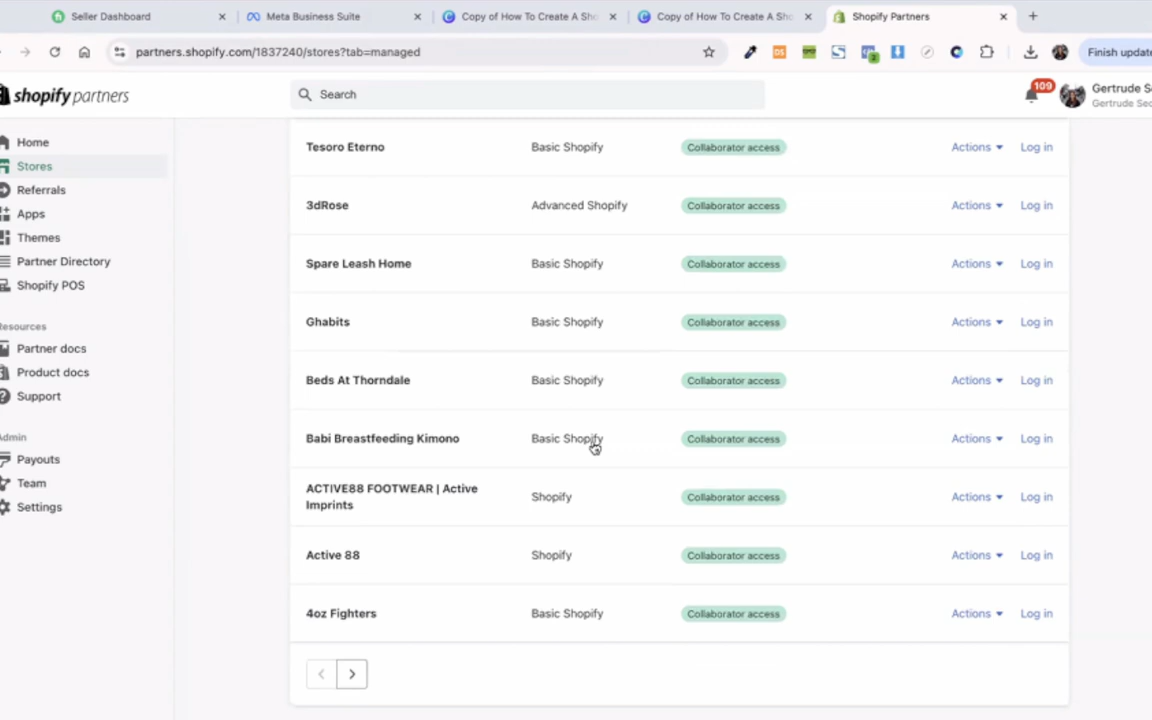 Seller Dashboard
Meta Business Suite
Copy of How To Create A Sho
Copy of How To Create A Sho
Shopify Partners
partners.shopify.com/1837240/stores?tab=managed
Finish update
shopify partners
Search
109
Gertrude Se
Gertrude Sec
Home
Stores
Referrals
Apps
Themes
Partner Directory
Shopify POS
Resources
Partner docs
Product docs
Support
Admin
Payouts
Team
Settings
Tesoro Eterno Basic Shopify Collaborator access Actions Log in
3dRose Advanced Shopify Collaborator access Actions Log in
Spare Leash Home Basic Shopify Collaborator access Actions Log in
Ghabits Basic Shopify Collaborator access Actions Log in
Beds At Thorndale Basic Shopify Collaborator access Actions Log in
Babi Breastfeeding Kimono Basic Shopify Collaborator access Actions Log in
ACTIVE88 FOOTWEAR | Active
Imprints Shopify Collaborator access Actions Log in
Active 88 Shopify Collaborator access Actions Log in
4oz Fighters Basic Shopify Collaborator access Actions Log in